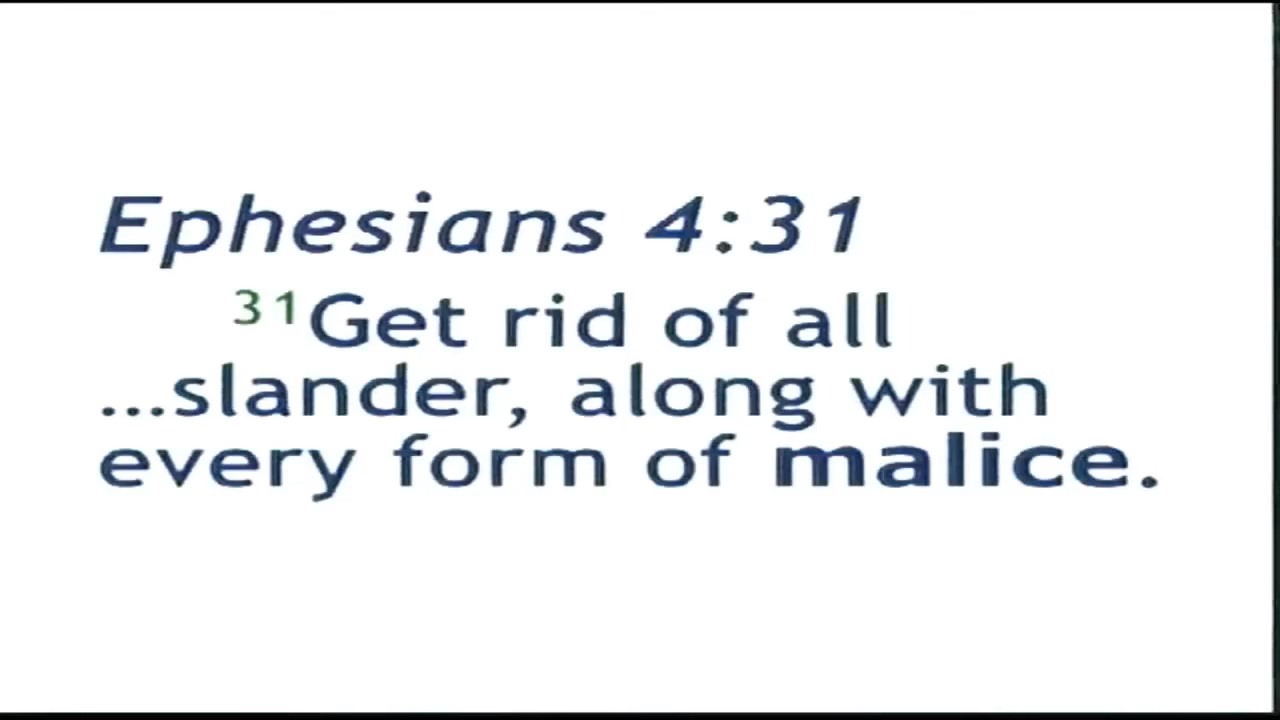 Ephesians 4:31
31Get rid of all
...slander, along with
every form of malice.